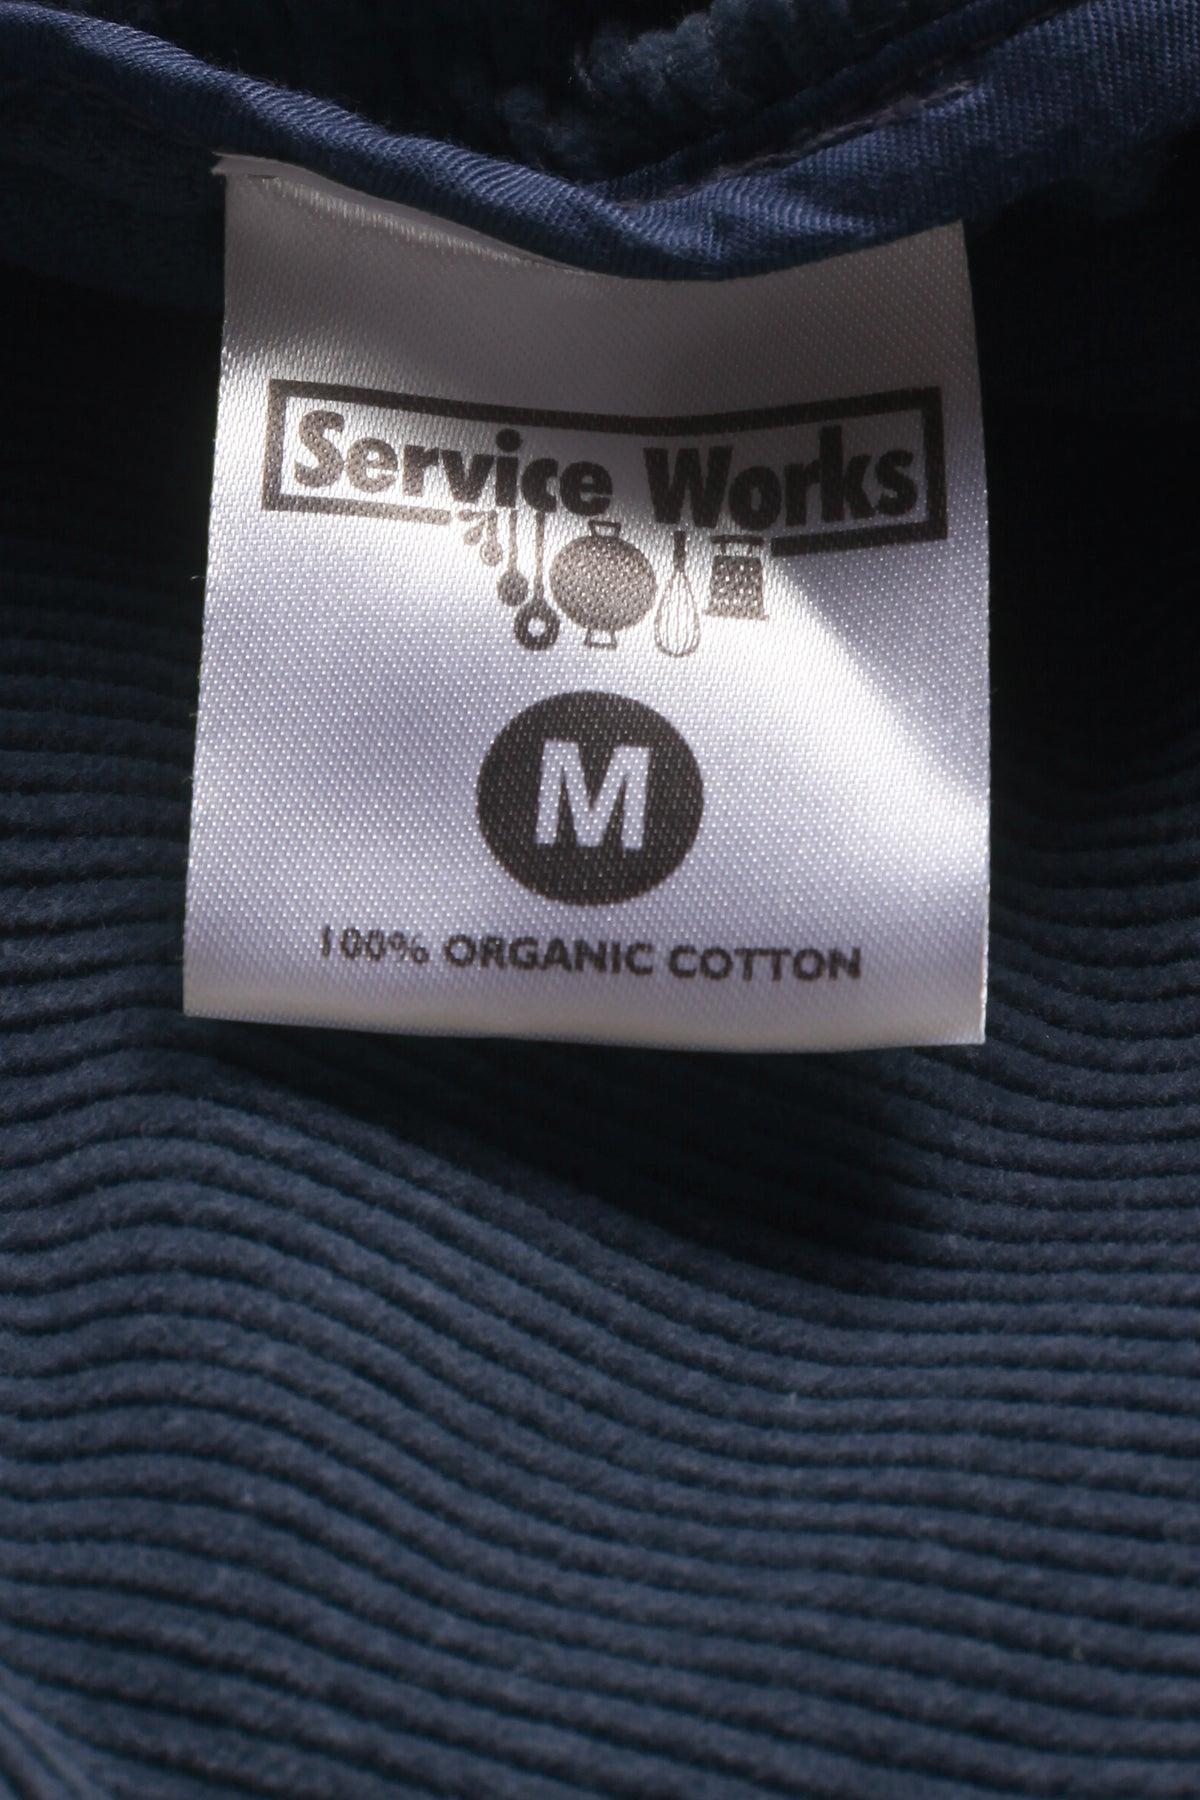 Service Works
M
100% ORGANIC COTTON